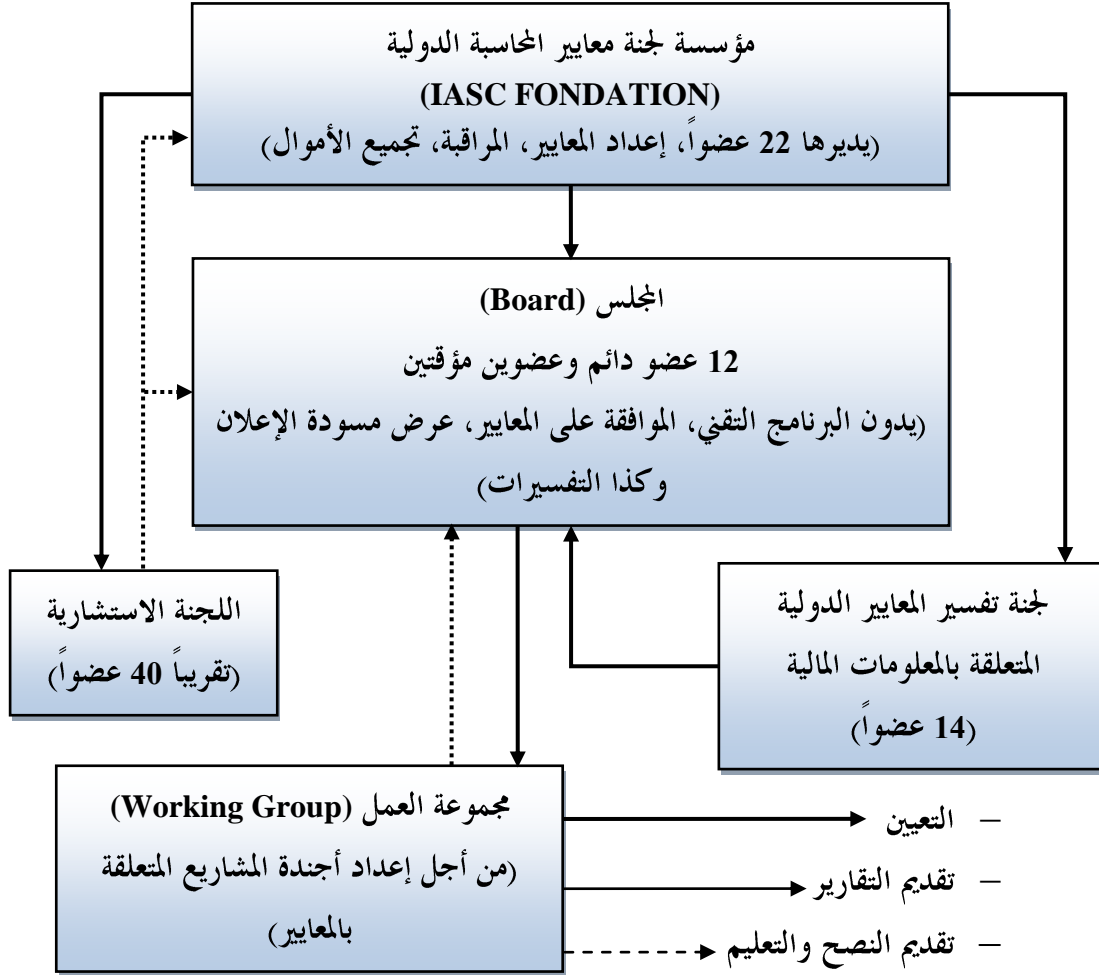 مؤسسة لجنة معايير المحاسبة الدولية
(IASC FONDATION)
(يديرها 22 عضواً، إعداد المعايير، المراقبة، تجميع الأموال)
المجلس (Board)
12 عضو دائم وعضوين مؤقتين
(يدون البرنامج التقني، الموافقة على المعايير، عرض مسودة الإعلان
وكذا التفسيرات)
اللجنة الاستشارية
(تقريباً 40 عضواً)
لجنة تفسير المعايير الدولية
المتعلقة بالمعلومات المالية
(14 عضواً)
مجموعة العمل (Working Group)
(من أجل إعداد أجندة المشاريع المتعلقة
بالمعايير)
– التعيين
– تقديم التقارير
– تقديم النصح والتعليم